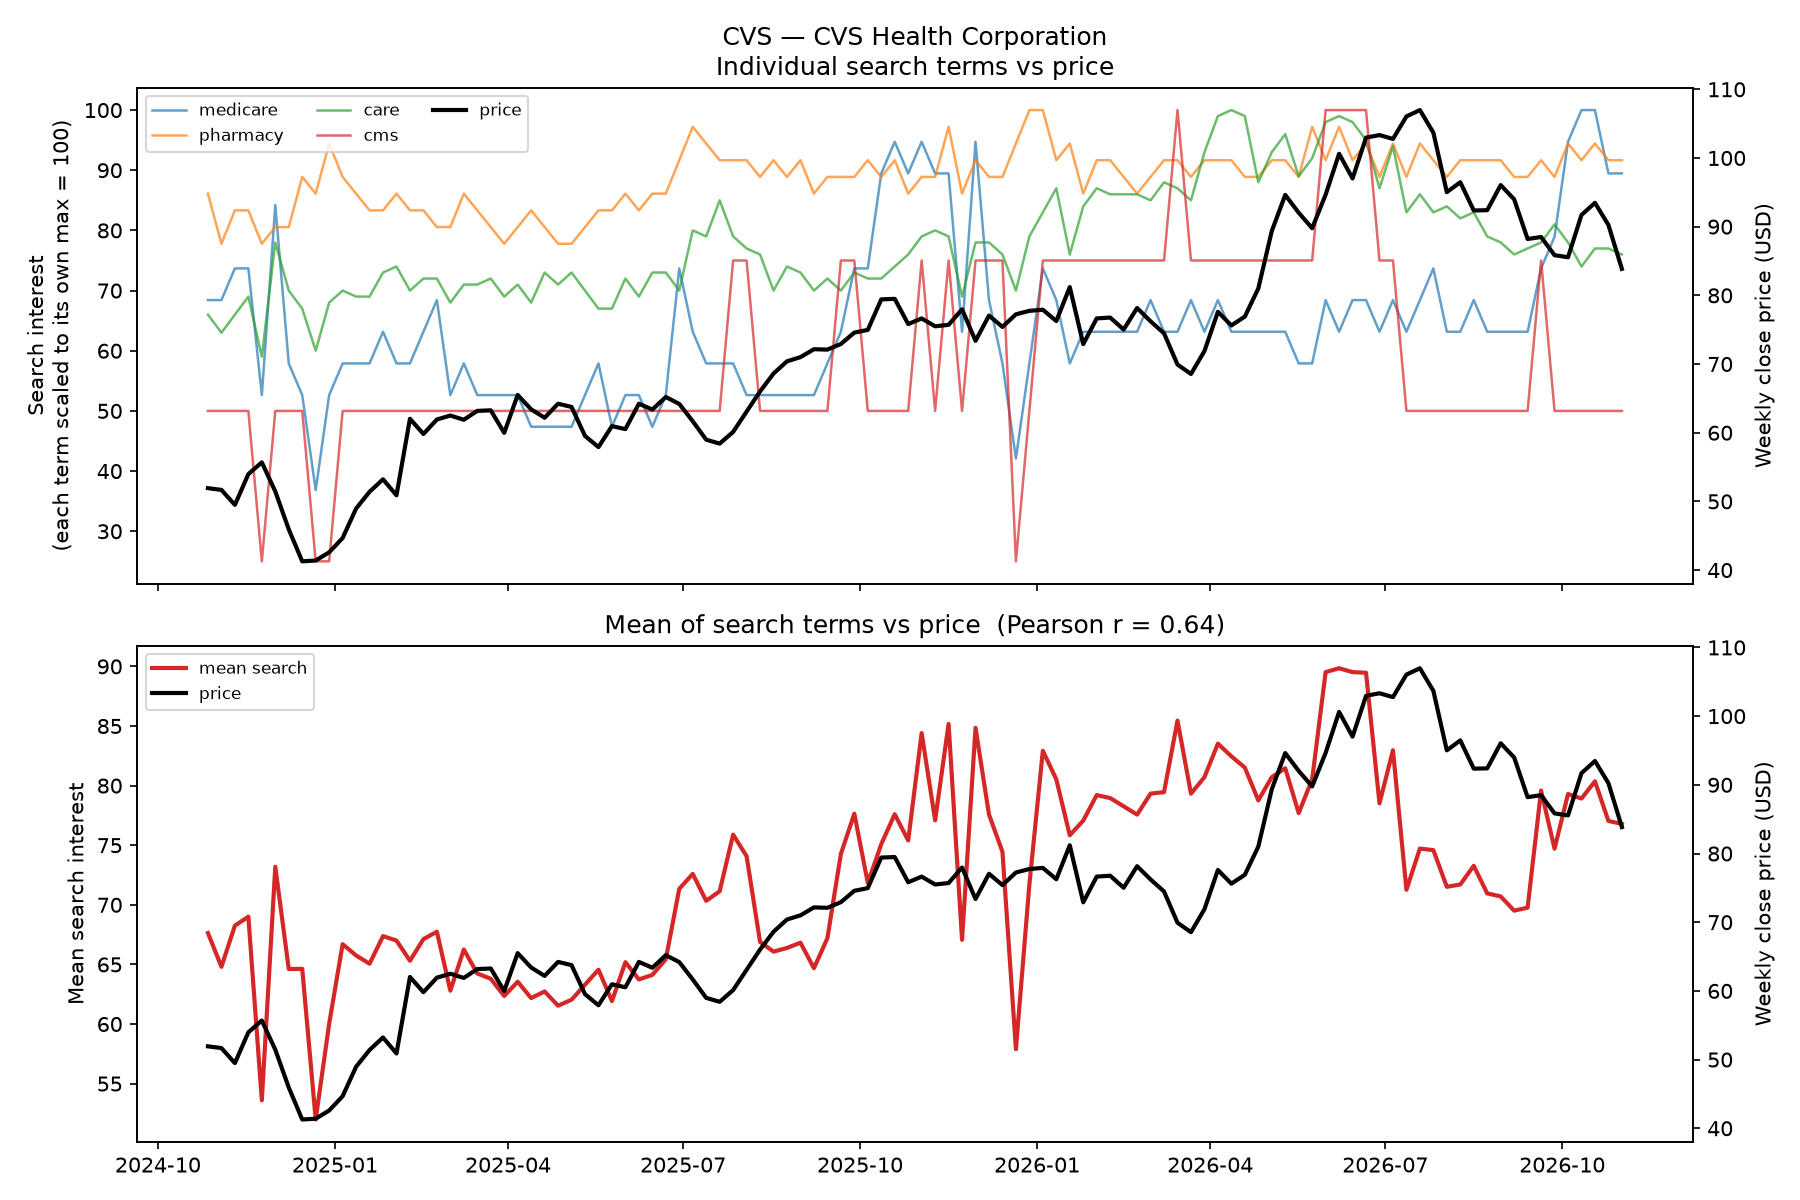 CVS — CVS Health Corporation
Individual search terms vs price
medicare
pharmacy
care
cms
price
Search interest
(each term scaled to its own max = 100)
100
90
80
70
60
50
40
30
Weekly close price (USD)
110
100
90
80
70
60
50
40
Mean of search terms vs price (Pearson r = 0.64)
mean search
price
Mean search interest
90
85
80
75
70
65
60
55
Weekly close price (USD)
110
100
90
80
70
60
50
40
2024-10
2025-01
2025-04
2025-07
2025-10
2026-01
2026-04
2026-07
2026-10